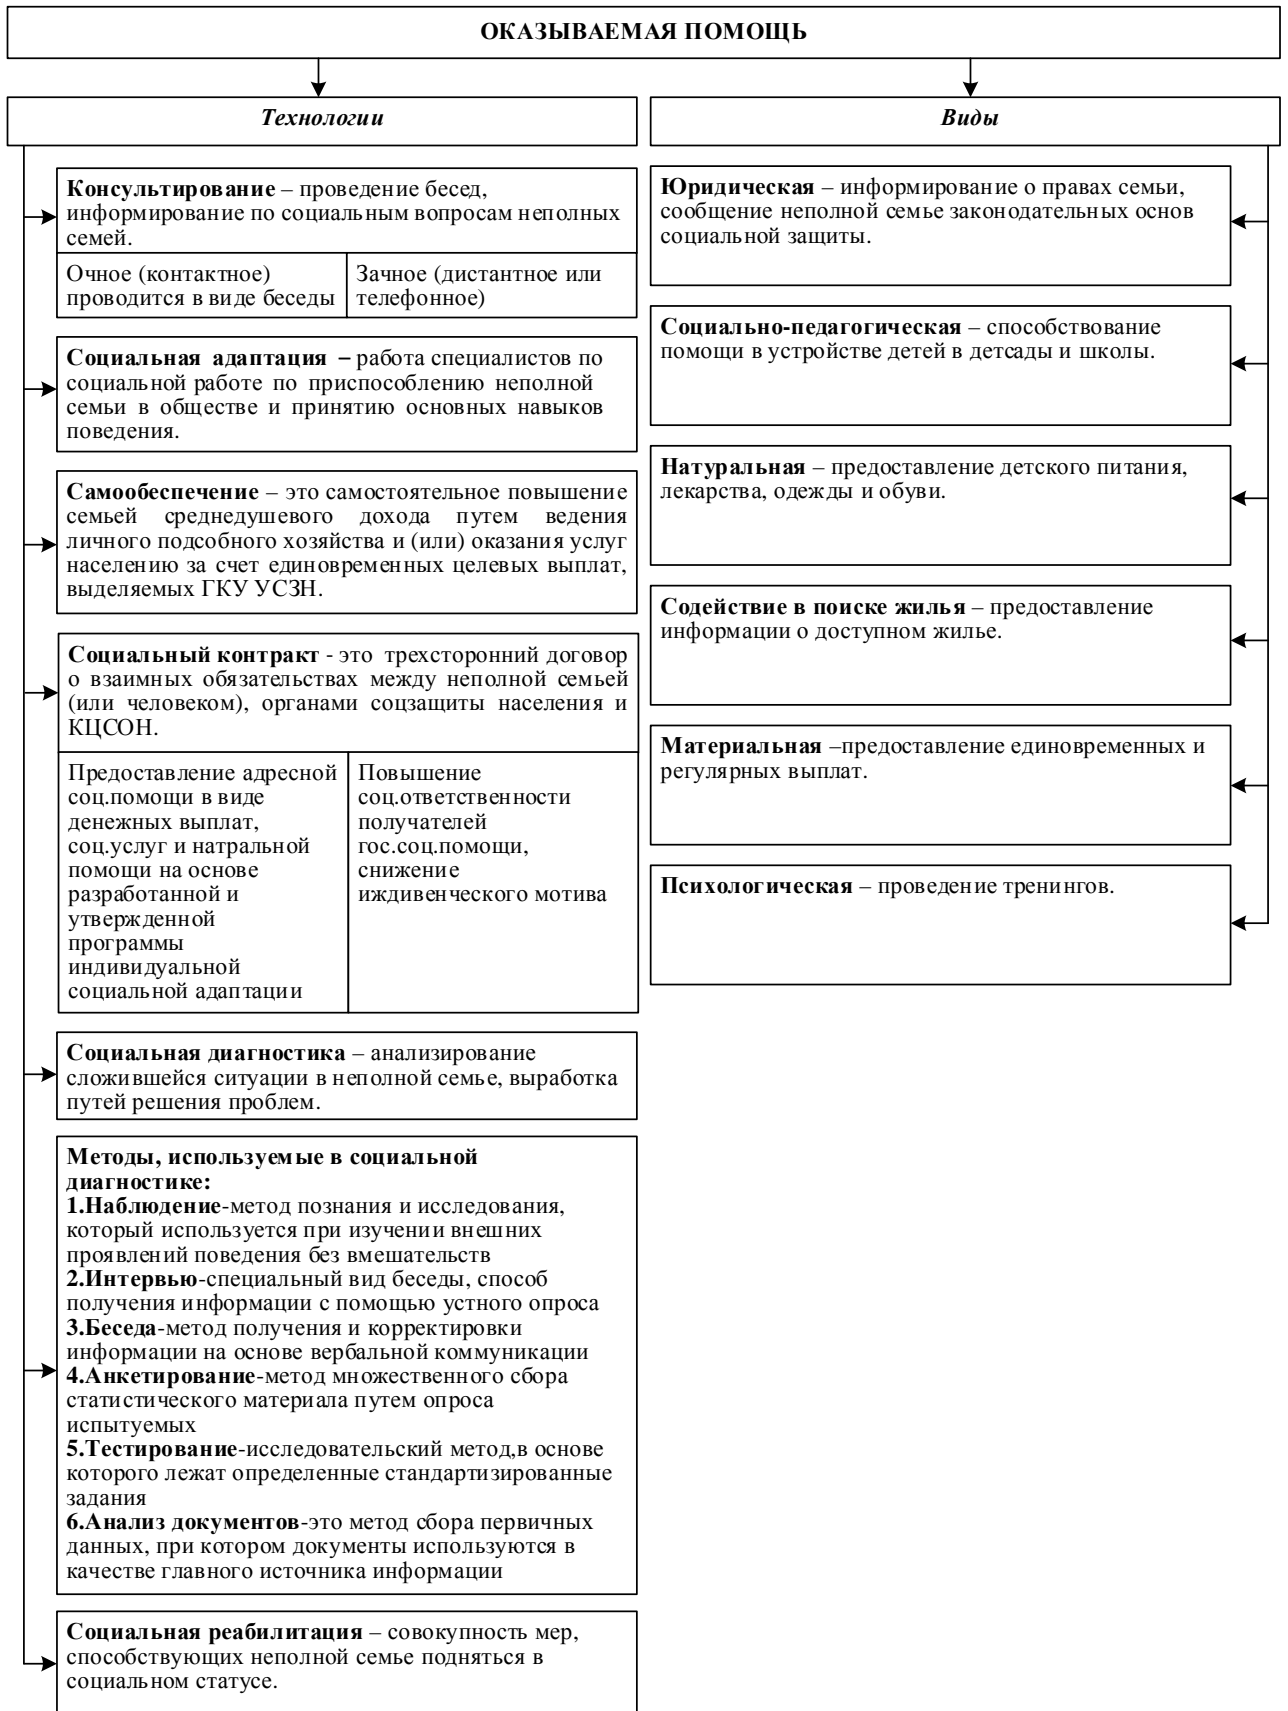 ОКАЗЫВАЕМАЯ ПОМОЩЬ
Технологии
Консультирование – проведение бесед,
информирование по социальным вопросам неполных
семей.
Очное (контактное)
проводится в виде беседы
Зачное (дистантное или
телефонное)
Социальная адаптация – работа специалистов по
социальной работе по приспособлению неполной
семьи в обществе и принятию основных навыков
поведения.
Самообеспечение – это самостоятельное повышение
семьей среднедушевого дохода путем ведения
личного подсобного хозяйства и (или) оказания услуг
населению за счет единовременных целевых выплат,
выделяемых ГКУ УСЗН.
Социальный контракт - это трехсторонний договор
о взаимных обязательствах между неполной семьей
(или человеком), органами соцзащиты населения и
КЦСОН.
Предоставление адресной
соц.помощи в виде
денежных выплат,
соц.услуг и натральной
помощи на основе
разработанной и
утвержденной
программы
индивидуальной
социальной адаптации
Повышение
соц.ответственности
получателей
гос.соц.помощи,
снижение
иждивенческого мотива
Социальная диагностика – анализирование
сложившейся ситуации в неполной семье, выработка
путей решения проблем.
Методы, используемые в социальной
диагностике:
1.Наблюдение-метод познания и исследования,
который используется при изучении внешних
проявлений поведения без вмешательств
2.Интервью-специальный вид беседы, способ
получения информации с помощью устного опроса
3.Беседа-метод получения и корректировки
информации на основе вербальной коммуникации
4.Анкетирование-метод множественного сбора
статистического материала путем опроса
испытуемых
5.Тестирование-исследовательский метод,в основе
которого лежат определенные стандартизированные
задания
6.Анализ документов-это метод сбора первичных
данных, при котором документы используются в
качестве главного источника информации
Социальная реабилитация – совокупность мер,
способствующих неполной семье подняться в
социальном статусе.
Виды
Юридическая – информирование о правах семьи,
сообщение неполной семье законодательных основ
социальной защиты.
Социально-педагогическая – способствование
помощи в устройстве детей в детсады и школы.
Натуральная – предоставление детского питания,
лекарства, одежды и обуви.
Содействие в поиске жилья – предоставление
информации о доступном жилье.
Материальная –предоставление единовременных и
регулярных выплат.
Психологическая – проведение тренингов.